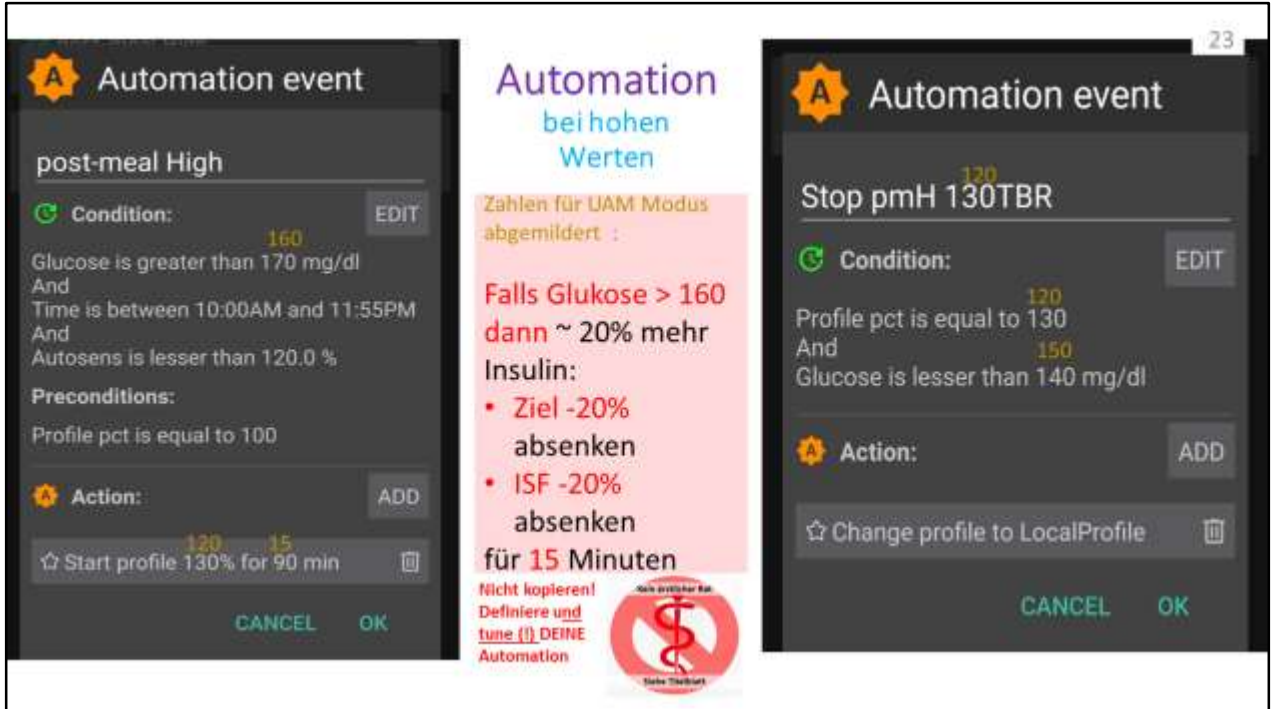 23
Automation event
post-meal High
Condition:
EDIT
160
Glucose is greater than 170 mg/dl
And
Time is between 10:00AM and 11:55PM
And
Autosens is lesser than 120.0 %
Preconditions:
Profile pct is equal to 100
Action:
ADD
120 15
Start profile 130% for 90 min
CANCEL OK
Automation
bei hohen
Werten
Zahlen für UAM Modus
abgemildert :
Falls Glukose > 160
dann ~ 20% mehr
Insulin:
• Ziel -20%
absenken
• ISF -20%
absenken
für 15 Minuten
Nicht kopieren!
Definiere und
tune (!) DEINE
Automation
Kein ärztlicher Rat
Siehe Titelblatt
Automation event
120
Stop pmH 130TBR
Condition:
EDIT
120
Profile pct is equal to 130
And
150
Glucose is lesser than 140 mg/dl
Action:
ADD
Change profile to LocalProfile
CANCEL OK